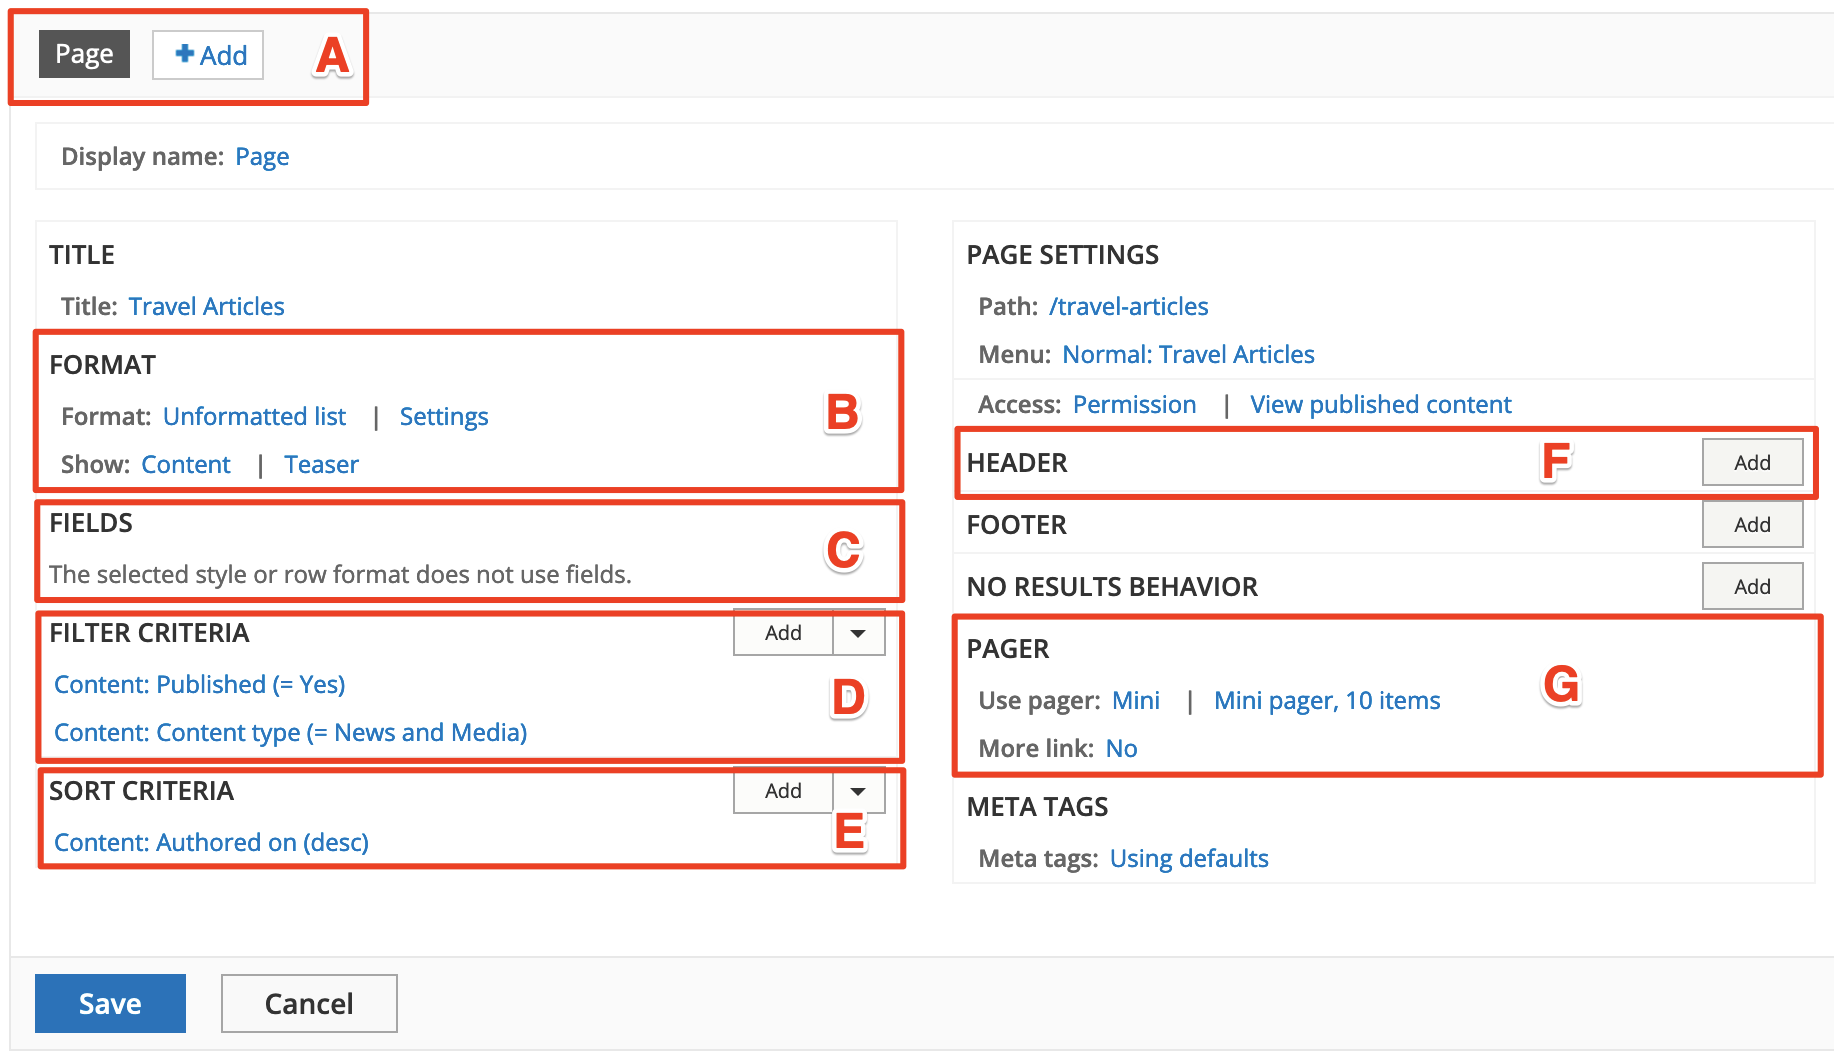 Page
Add
A
Display name: Page
TITLE
Title: Travel Articles
FORMAT
Format: Unformatted list | Settings
Show: Content | Teaser
B
FIELDS
The selected style or row format does not use fields.
C
FILTER CRITERIA
Add
Content: Published (= Yes)
Content: Content type (= News and Media)
D
SORT CRITERIA
Add
Content: Authored on (desc)
E
PAGE SETTINGS
Path: /travel-articles
Menu: Normal: Travel Articles
Access: Permission | View published content
HEADER
F
Add
FOOTER
Add
NO RESULTS BEHAVIOR
Add
PAGER
Use pager: Mini | Mini pager, 10 items
More link: No
G
META TAGS
Meta tags: Using defaults
Save
Cancel